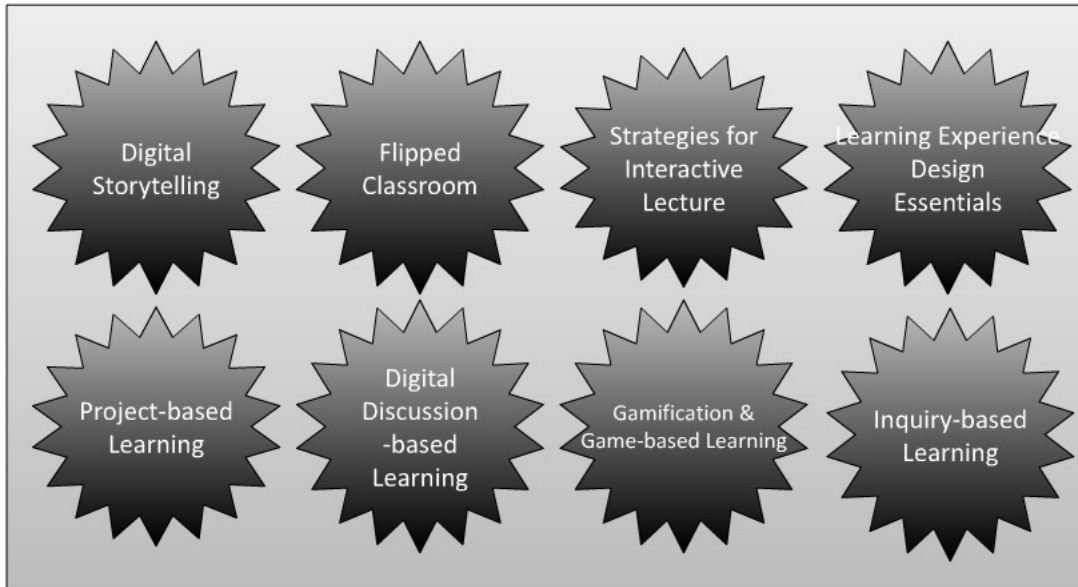 Digital
Storytelling
Flipped
Classroom
Strategies for
Interactive
Lecture
Learning Experience
Design
Essentials
Project-based
Learning
Digital
Discussion
-based
Learning
Gamification &
Game-based Learning
Inquiry-based
Learning